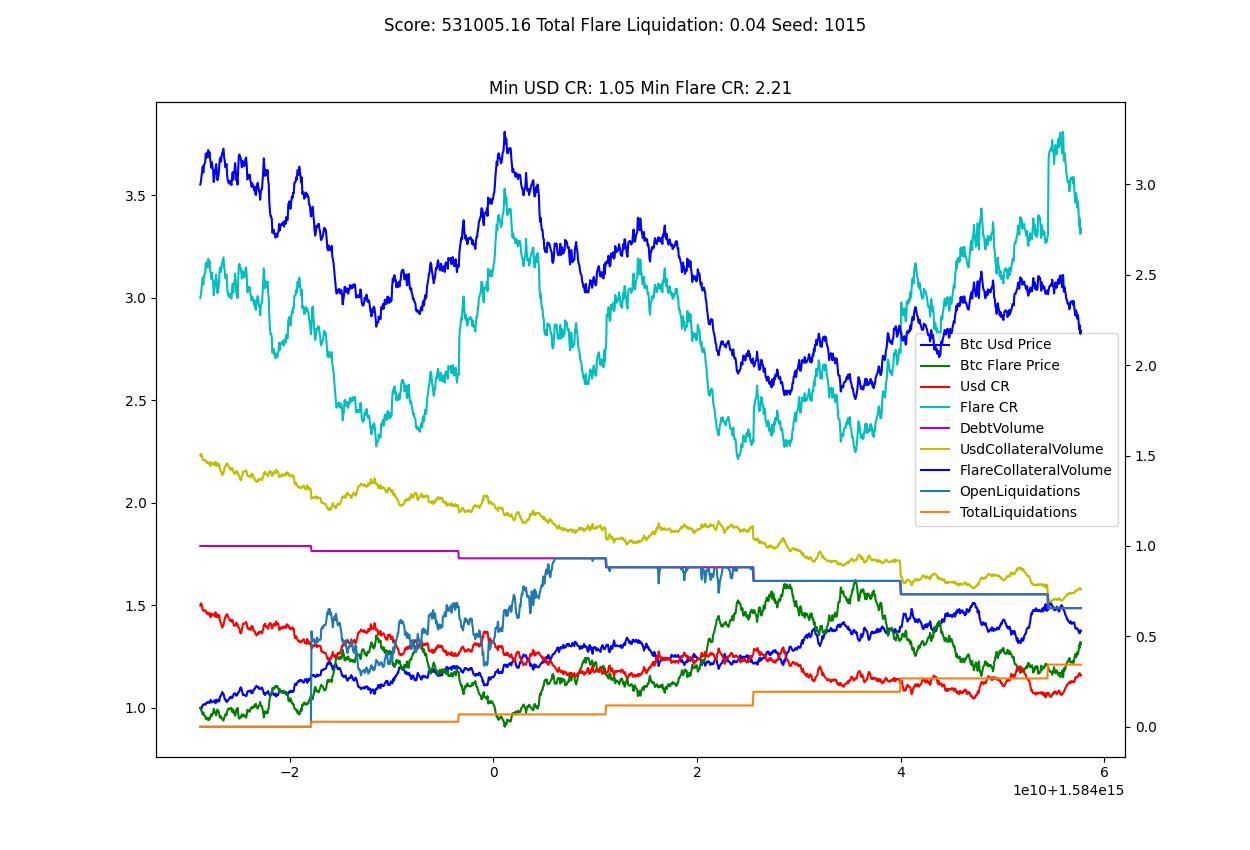 Score: 531005.16 Total Flare Liquidation: 0.04 Seed: 1015
Min USD CR: 1.05 Min Flare CR: 2.21
3.5
3.0
2.5
2.0
1.5
1.0
3.0
2.5
2.0
1.5
1.0
0.5
0.0
Btc Usd Price
Btc Flare Price
Usd CR
Flare CR
DebtVolume
UsdCollateralVolume
FlareCollateralVolume
OpenLiquidations
TotalLiquidations
−2 0 2 4 6
1e10+1.584e15